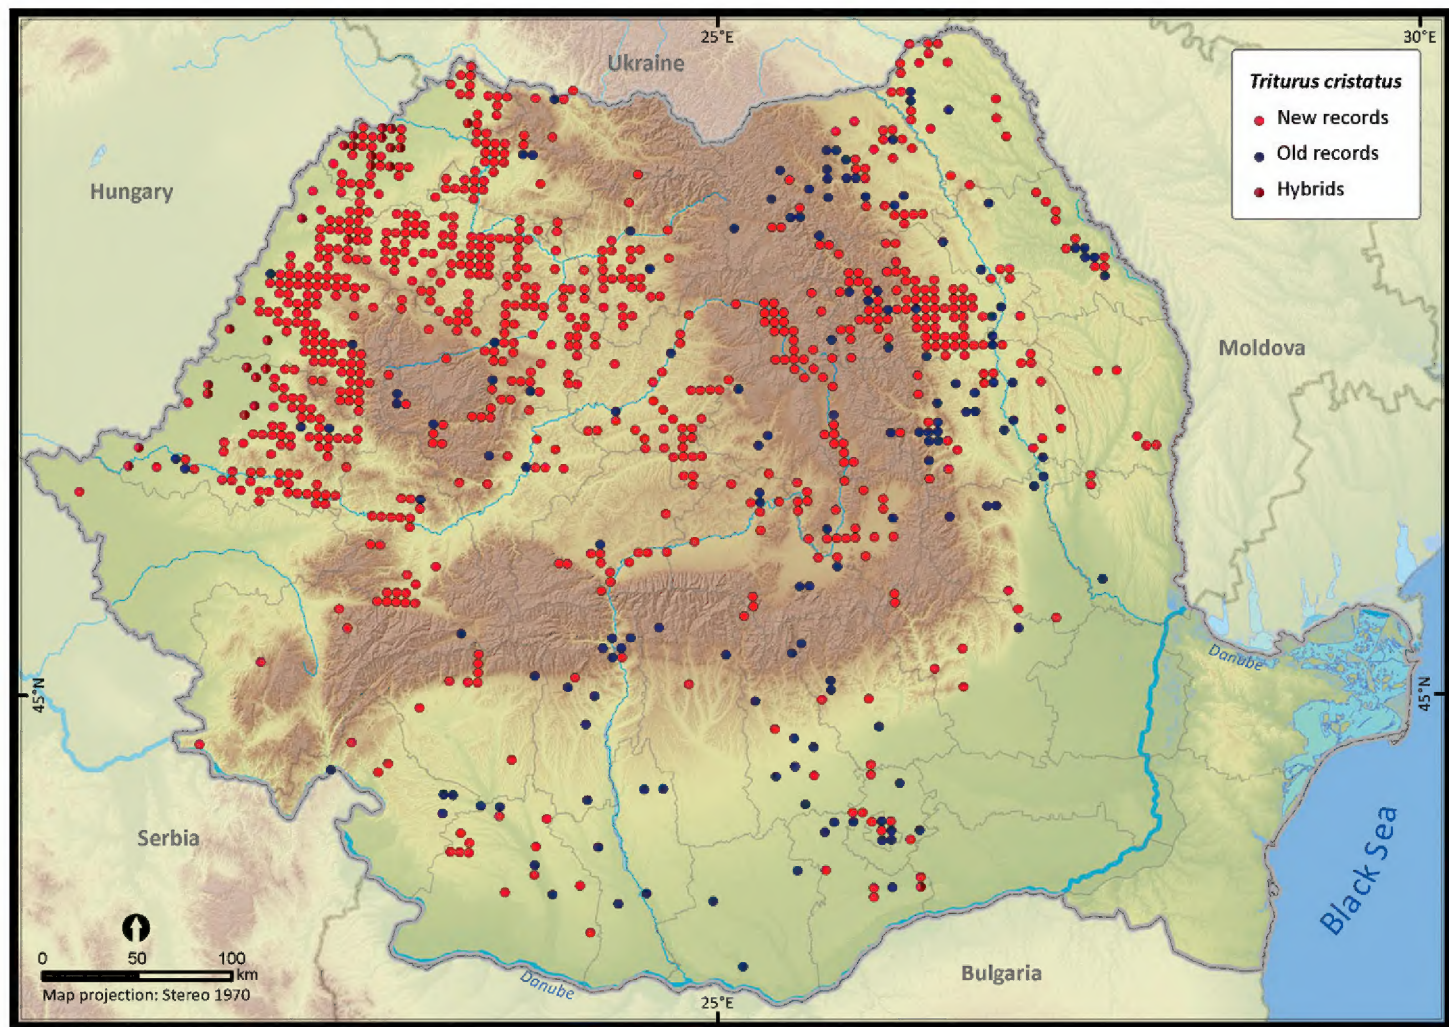 25°E
30°E
Ukraine
Triturus cristatus
New records
Old records
Hybrids
Hungary
Moldova
Danube
45°N
45°N
Serbia
Black Sea
0 50 100
km
Map projection: Stereo 1970
Danube
25°E
Bulgaria